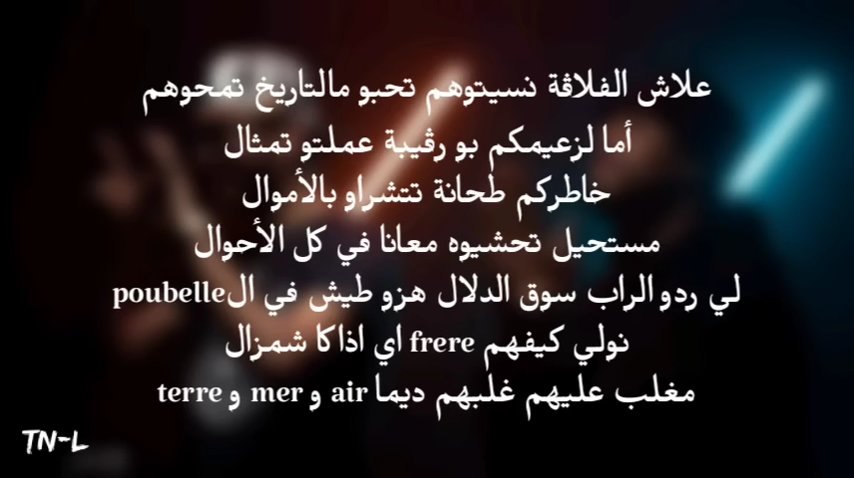 علاش الفلاڨة نسيتوهم تحبو مالتاريخ تمحوهم
أما لزعيمكم بو رڨيبة عملتو تمثال
خاطركم طحانة تتشراو بالأموال
مستحيل تحشيوه معانا في كل الأحوال
لي ردو الراب سوق الدلال هزو طيش في الpoubelle
نولي كيفهم frere اي اذاكا شمزال
مغلب عليهم غلبهم ديما air و mer و terre
TN-L